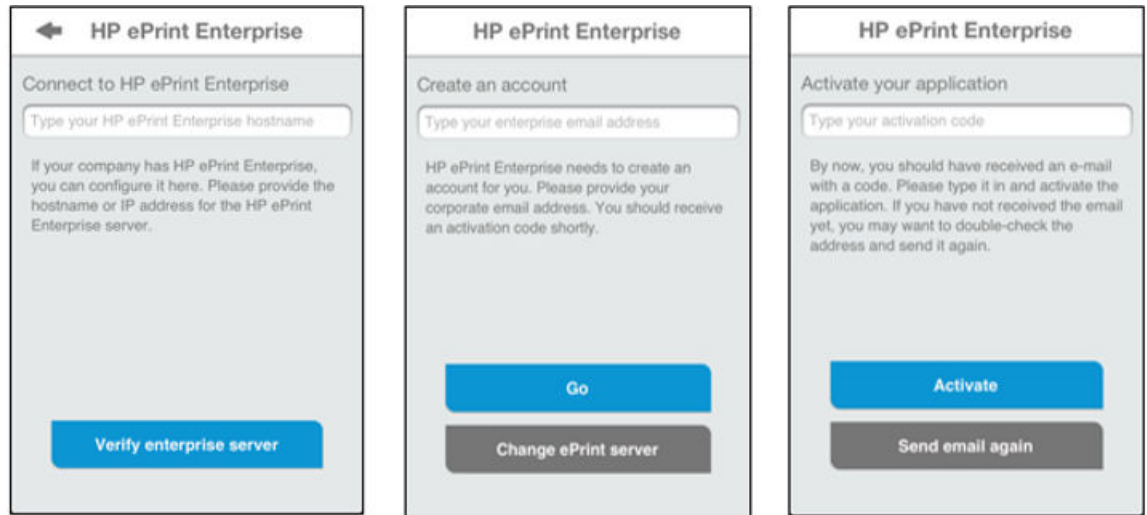 HP ePrint Enterprise
Connect to HP ePrint Enterprise
Type your HP ePrint Enterprise hostname
If your company has HP ePrint Enterprise,
you can configure it here. Please provide the
hostname or IP address for the HP ePrint
Enterprise server.
Verify enterprise server
HP ePrint Enterprise
Create an account
Type your enterprise email address
HP ePrint Enterprise needs to create an
account for you. Please provide your
corporate email address. You should receive
an activation code shortly.
Go
Change ePrint server
HP ePrint Enterprise
Activate your application
Type your activation code
By now, you should have received an e-mail
with a code. Please type it in and activate the
application. If you have not received the email
yet, you may want to double-check the
address and send it again.
Activate
Send email again